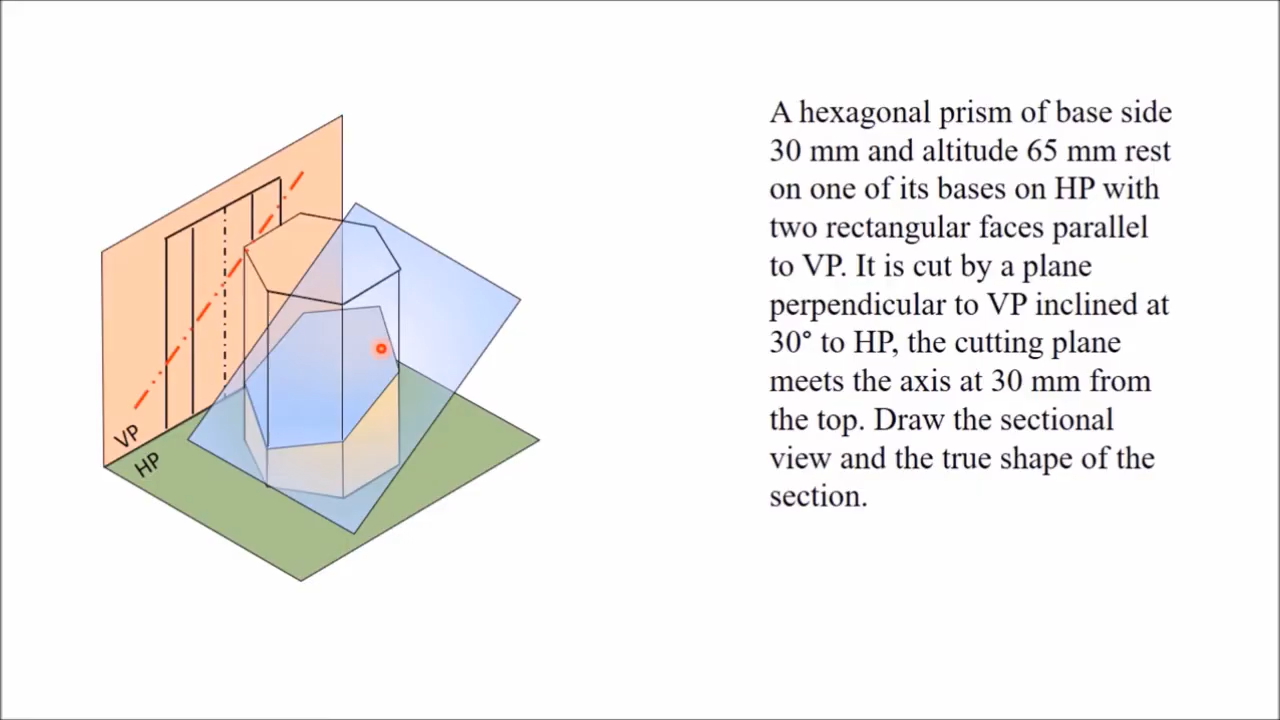 VP
HP
A hexagonal prism of base side
30 mm and altitude 65 mm rest
on one of its bases on HP with
two rectangular faces parallel
to VP. It is cut by a plane
perpendicular to VP inclined at
30° to HP, the cutting plane
meets the axis at 30 mm from
the top. Draw the sectional
view and the true shape of the
section.